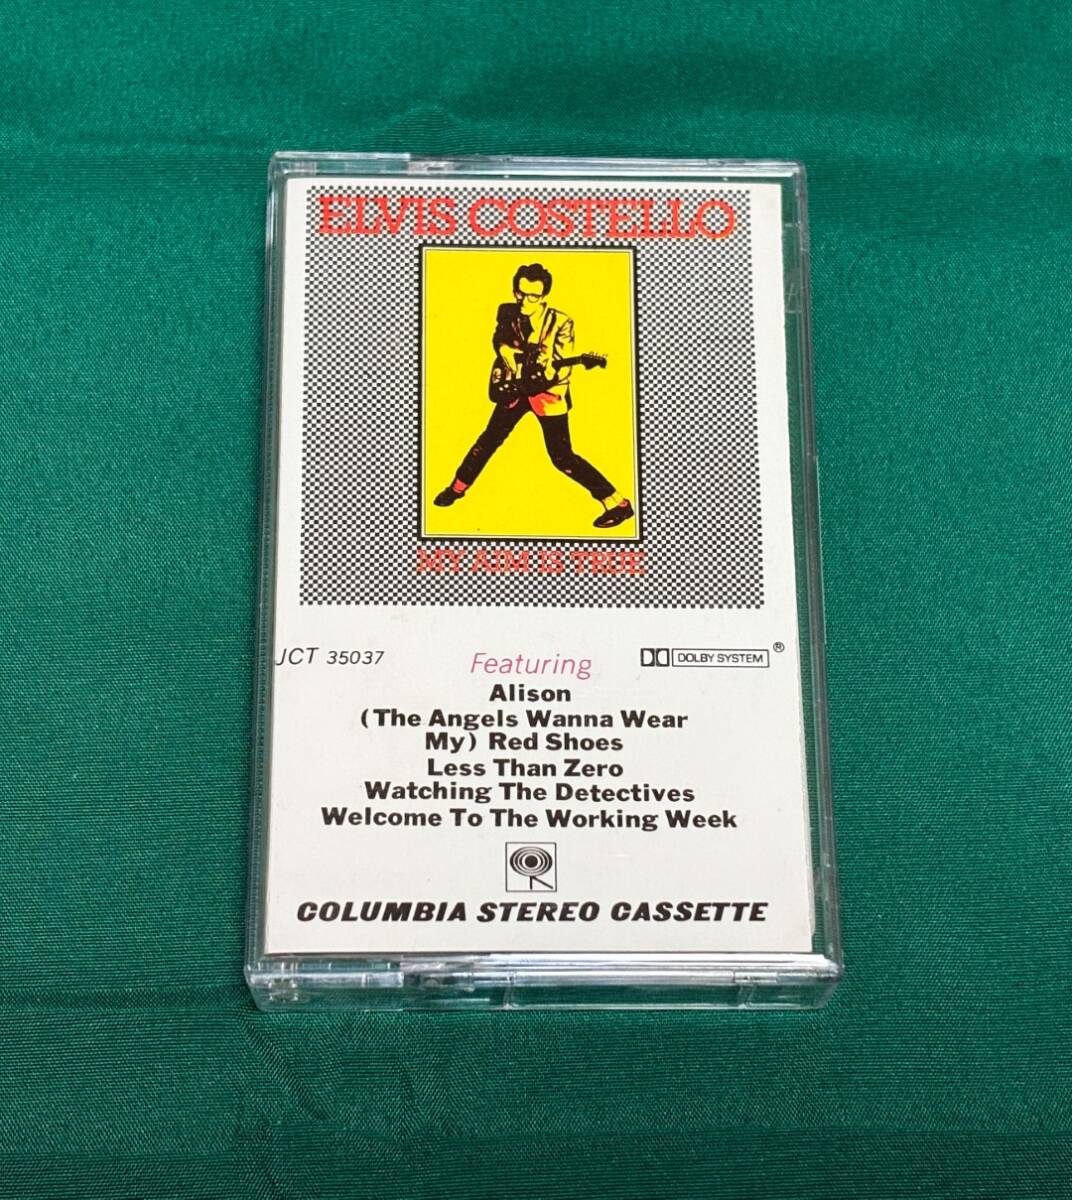 ELVIS COSTELLO
MY AIM IS TRUE
JCT 35037
Featuring
DOLBY SYSTEM ®
Alison
(The Angels Wanna Wear
My) Red Shoes
Less Than Zero
Watching The Detectives
Welcome To The Working Week
COLUMBIA STEREO CASSETTE